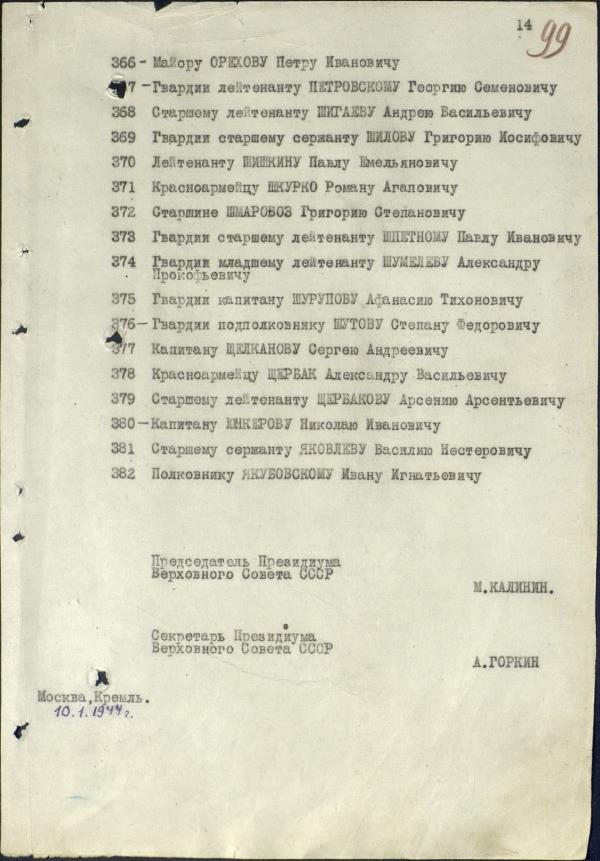 14 99
366 - Майору ОРЕХОВУ Петру Ивановичу
7 - Гвардии лейтенанту ПЕТРОВСКОМУ Георгию Семеновичу
368 Старшему лейтенанту ШИГАЕВУ Андрею Васильевичу
369 Гвардии старшему сержанту ШИЛОВУ Григорию Иосифовичу
370 Лейтенанту ШИШКИНУ Павлу Емельяновичу
371 Красноармейцу ШКУРКО Роману Агаповичу
372 Старшине ШМАРОВОЗ Григорию Степановичу
373 Гвардии старшему лейтенанту ШПЕТНОМУ Павлу Ивановичу
374 Гвардии младшему лейтенанту ШУМЕЛЕВУ Александру
Прокофьевичу
375 Гвардии капитану ШУРУПОВУ Афанасию Тихоновичу
376 - Гвардии подполковнику ШУТОВУ Степану Федоровичу
377 Капитану ЩЕЛКАНОВУ Сергею Андреевичу
378 Красноармейцу ЩЕРБАК Александру Васильевичу
379 Старшему лейтенанту ЩЕРБАКОВУ Арсению Арсентьевичу
380 - Капитану ЮНКЕРОВУ Николаю Ивановичу
381 Старшему сержанту ЯКОВЛЕВУ Василию Нестеровичу
382 Полковнику ЯКУБОВСКОМУ Ивану Игнатьевичу
Председатель Президиума
Верховного Совета СССР
М.КАЛИНИН.
Секретарь Президиума
Верховного Совета СССР
А.ГОРКИН
Москва,Кремль.
10.1.1944г.